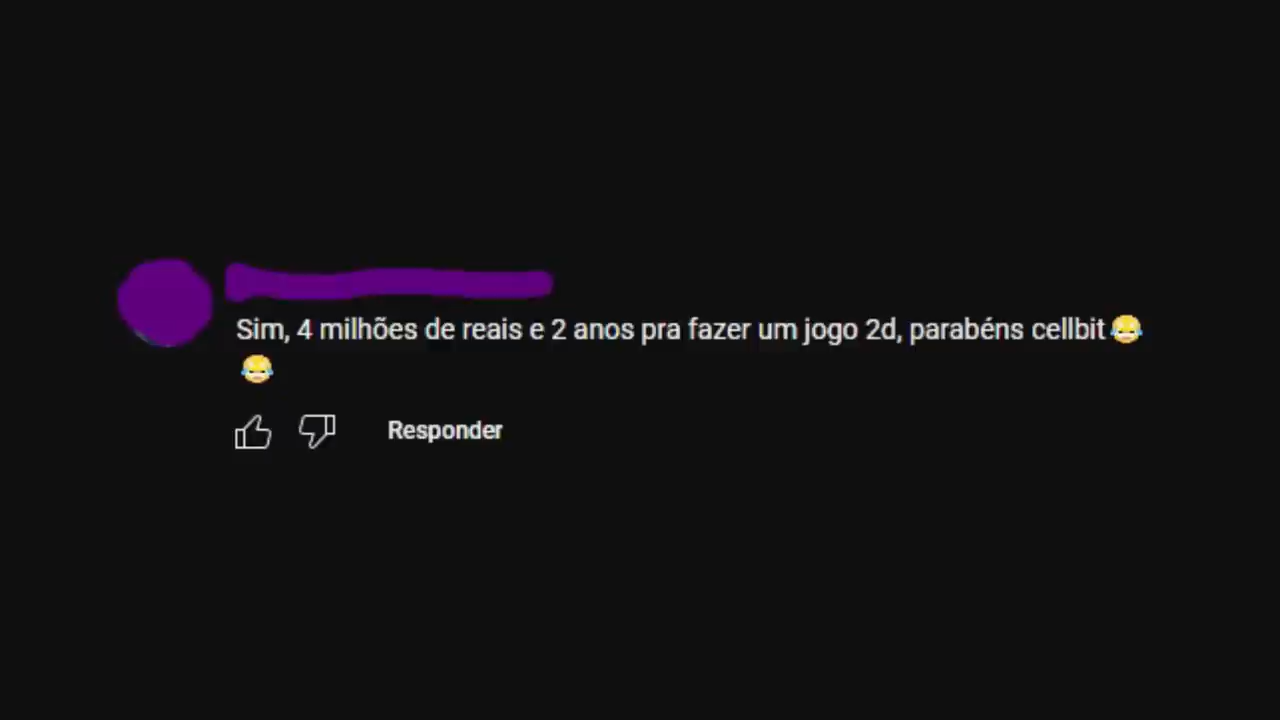 Sim, 4 milhões de reais e 2 anos pra fazer um jogo 2d, parabéns cellbit😂
😂
Responder